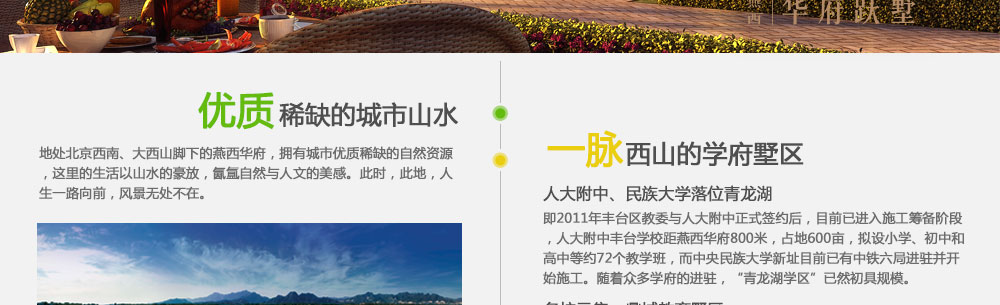 华府跃墅
优质 稀缺的城市山水
地处北京西南、大西山脚下的燕西华府，拥有城市优质稀缺的自然资源
，这里的生活以山水的豪放，氤氲自然与人文的美感。此时，此地，人
生一路向前，风景无处不在。
一脉 西山的学府墅区
人大附中、民族大学落位青龙湖
即2011年丰台区教委与人大附中正式签约后，目前已进入施工筹备阶段
，人大附中丰台学校距燕西华府800米，占地600亩，拟设小学、初中和
高中等约72个教学班，而中央民族大学新址目前已有中铁六局进驻并开
始施工。随着众多学府的进驻，“青龙湖学区”已然初具规模。